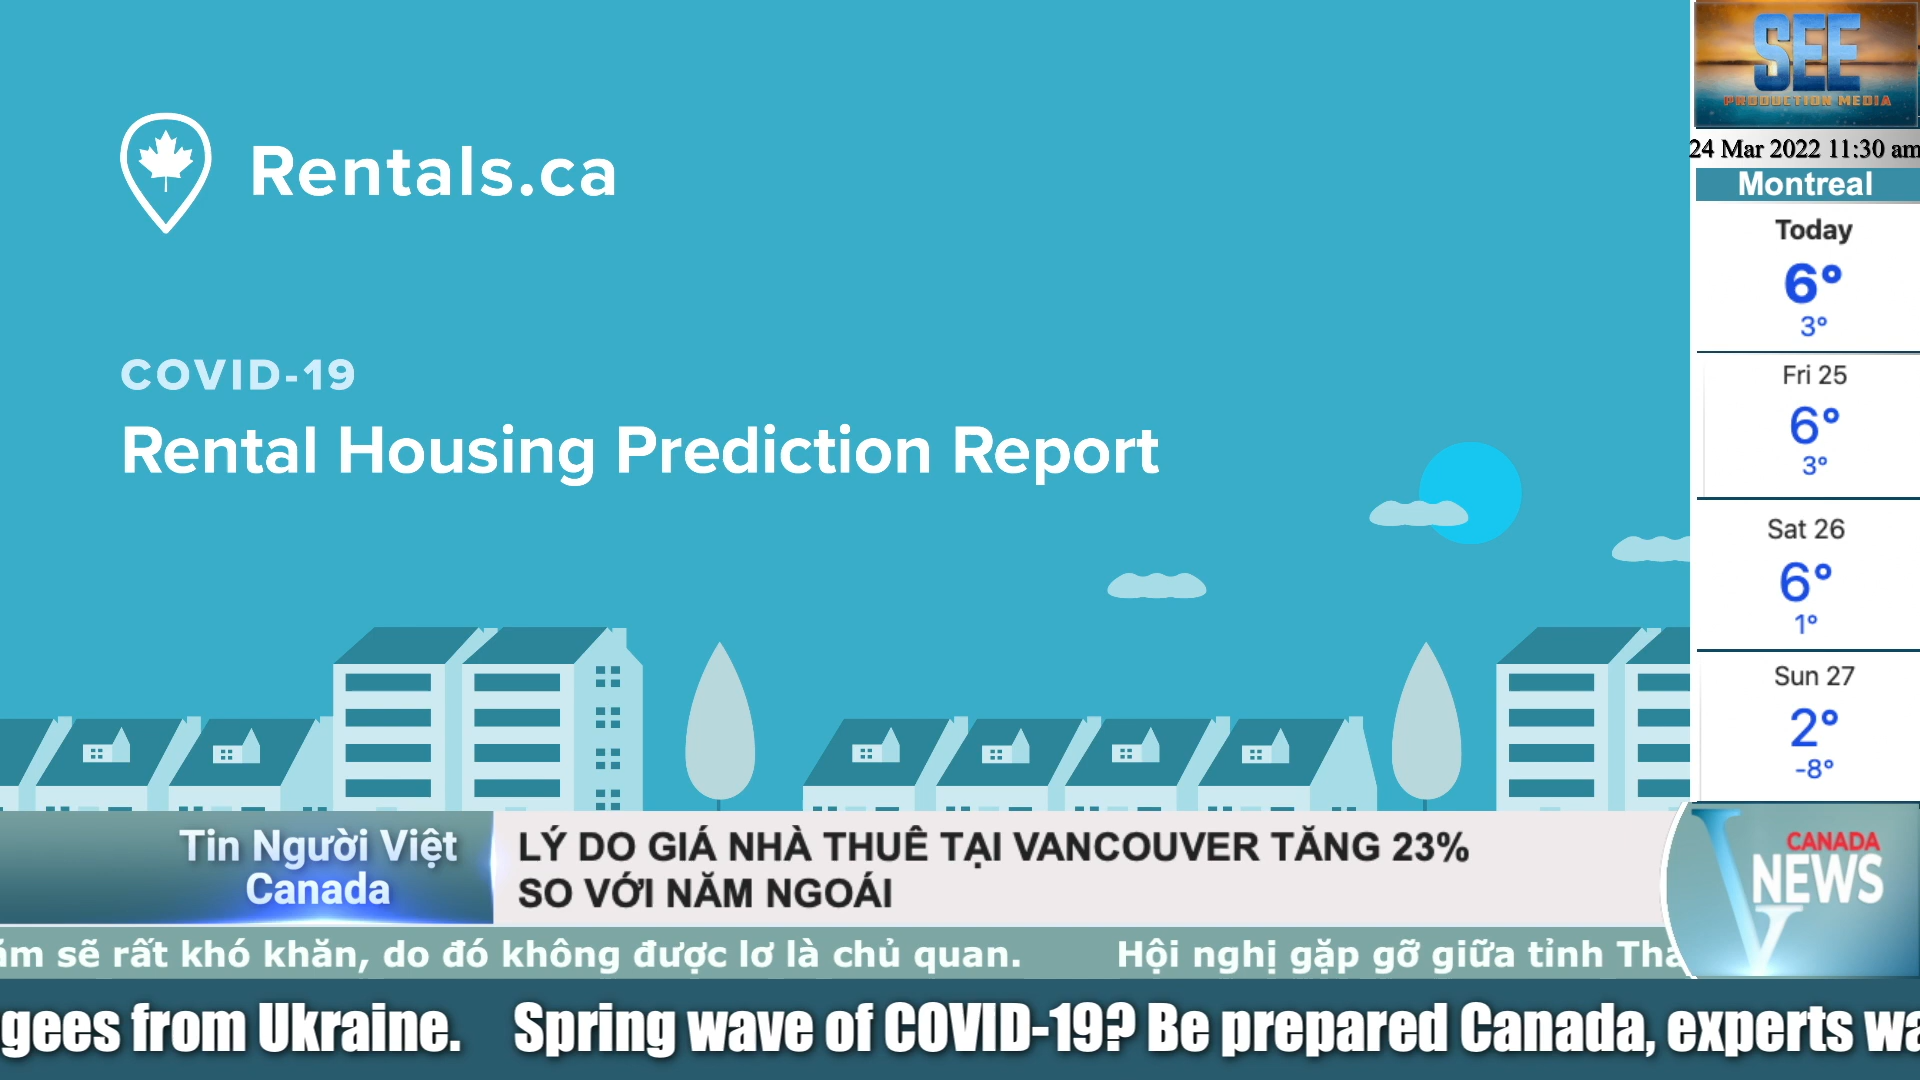 Rentals.ca
COVID-19
Rental Housing Prediction Report
SEE
PRODUCTION MEDIA
24 Mar 2022 11:30 am
Montreal
Today
6°
3°
Fri 25
6°
3°
Sat 26
6°
1°
Sun 27
2°
-8°
Tin Người Việt
Canada
LÝ DO GIÁ NHÀ THUÊ TẠI VANCOUVER TĂNG 23%
SO VỚI NĂM NGOÁI
V
CANADA
NEWS
sẽ rất khó khăn, do đó không được lơ là chủ quan. Hội nghị gặp gỡ giữa tỉnh
gees from Ukraine. Spring wave of COVID-19? Be prepared Canada, experts wa